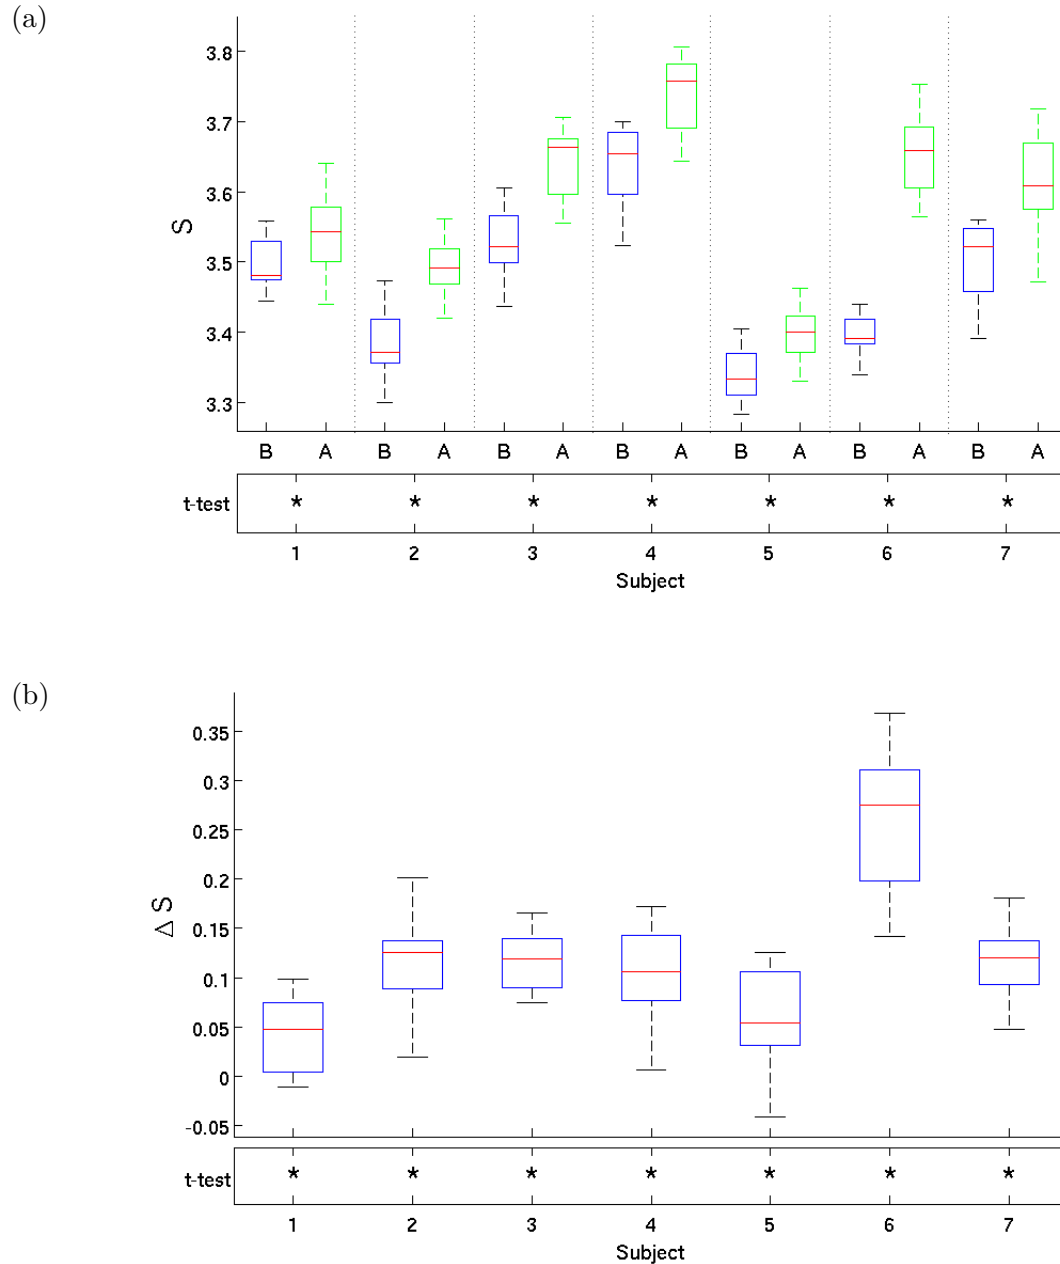 (a)
3.8
3.7
3.6
S
3.5
3.4
3.3
B A B A B A B A B A B A B A
t-test * * * * * * *
1 2 3 4 5 6 7
Subject
(b)
0.35
0.3
0.25
0.2
Δ S
0.15
0.1
0.05
0
-0.05
t-test * * * * * * *
1 2 3 4 5 6 7
Subject